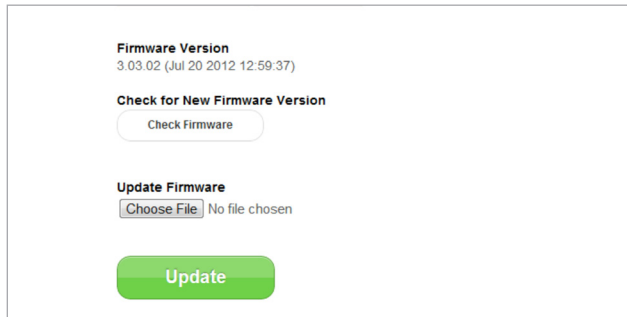 Firmware Version
3.03.02 (Jul 20 2012 12:59:37)
Check for New Firmware Version
Check Firmware
Update Firmware
Choose File No file chosen
Update